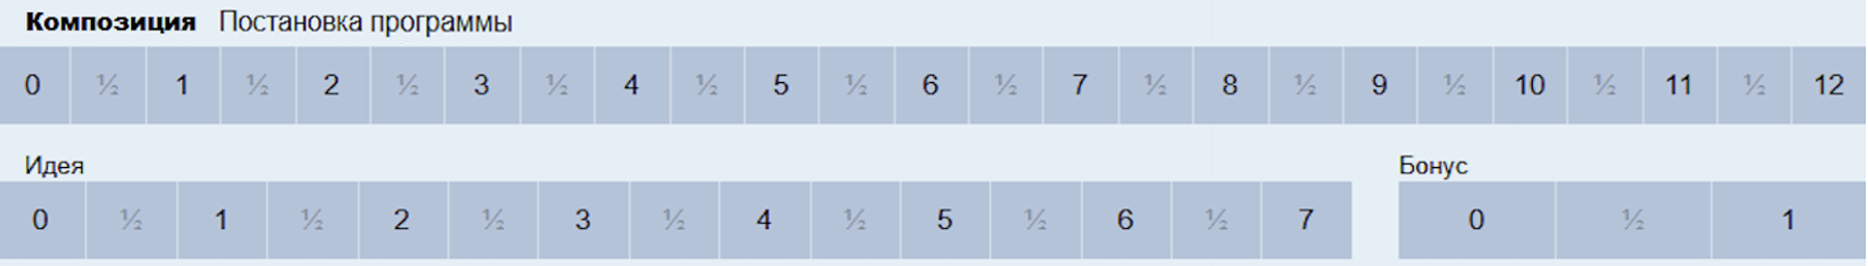 Композиция Постановка программы
0 ½ 1 ½ 2 ½ 3 ½ 4 ½ 5 ½ 6 ½ 7 ½ 8 ½ 9 ½ 10 ½ 11 ½ 12
Идея Бонус
0 ½ 1 ½ 2 ½ 3 ½ 4 ½ 5 ½ 6 ½ 7 0 ½ 1